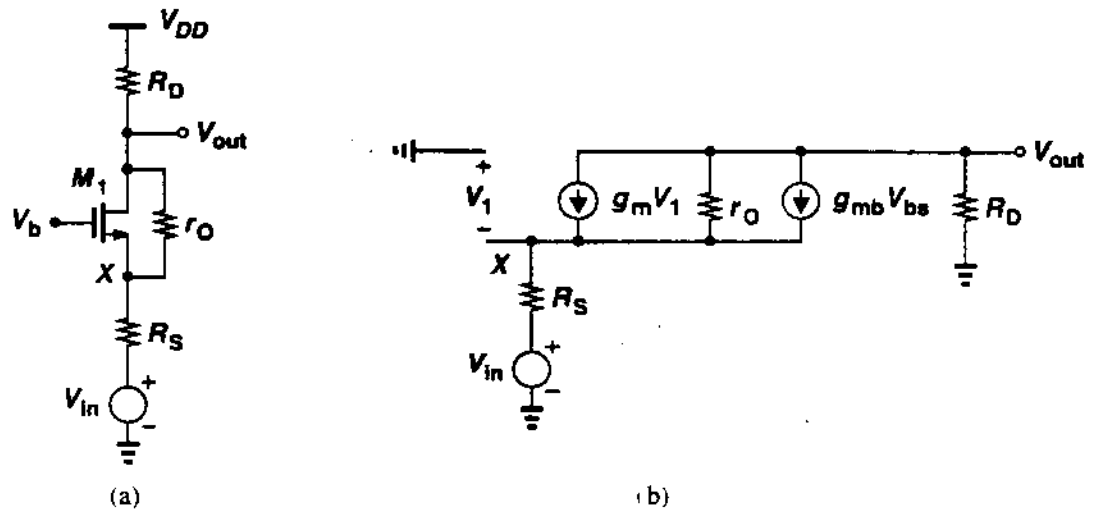 V_DD
R_D
V_out
M_1
V_b
r_O
X
R_S
V_in
+
−
(a)
+
V_1
−
g_m V_1
r_O
g_mb V_bs
V_out
R_D
X
R_S
V_in
+
−
(b)